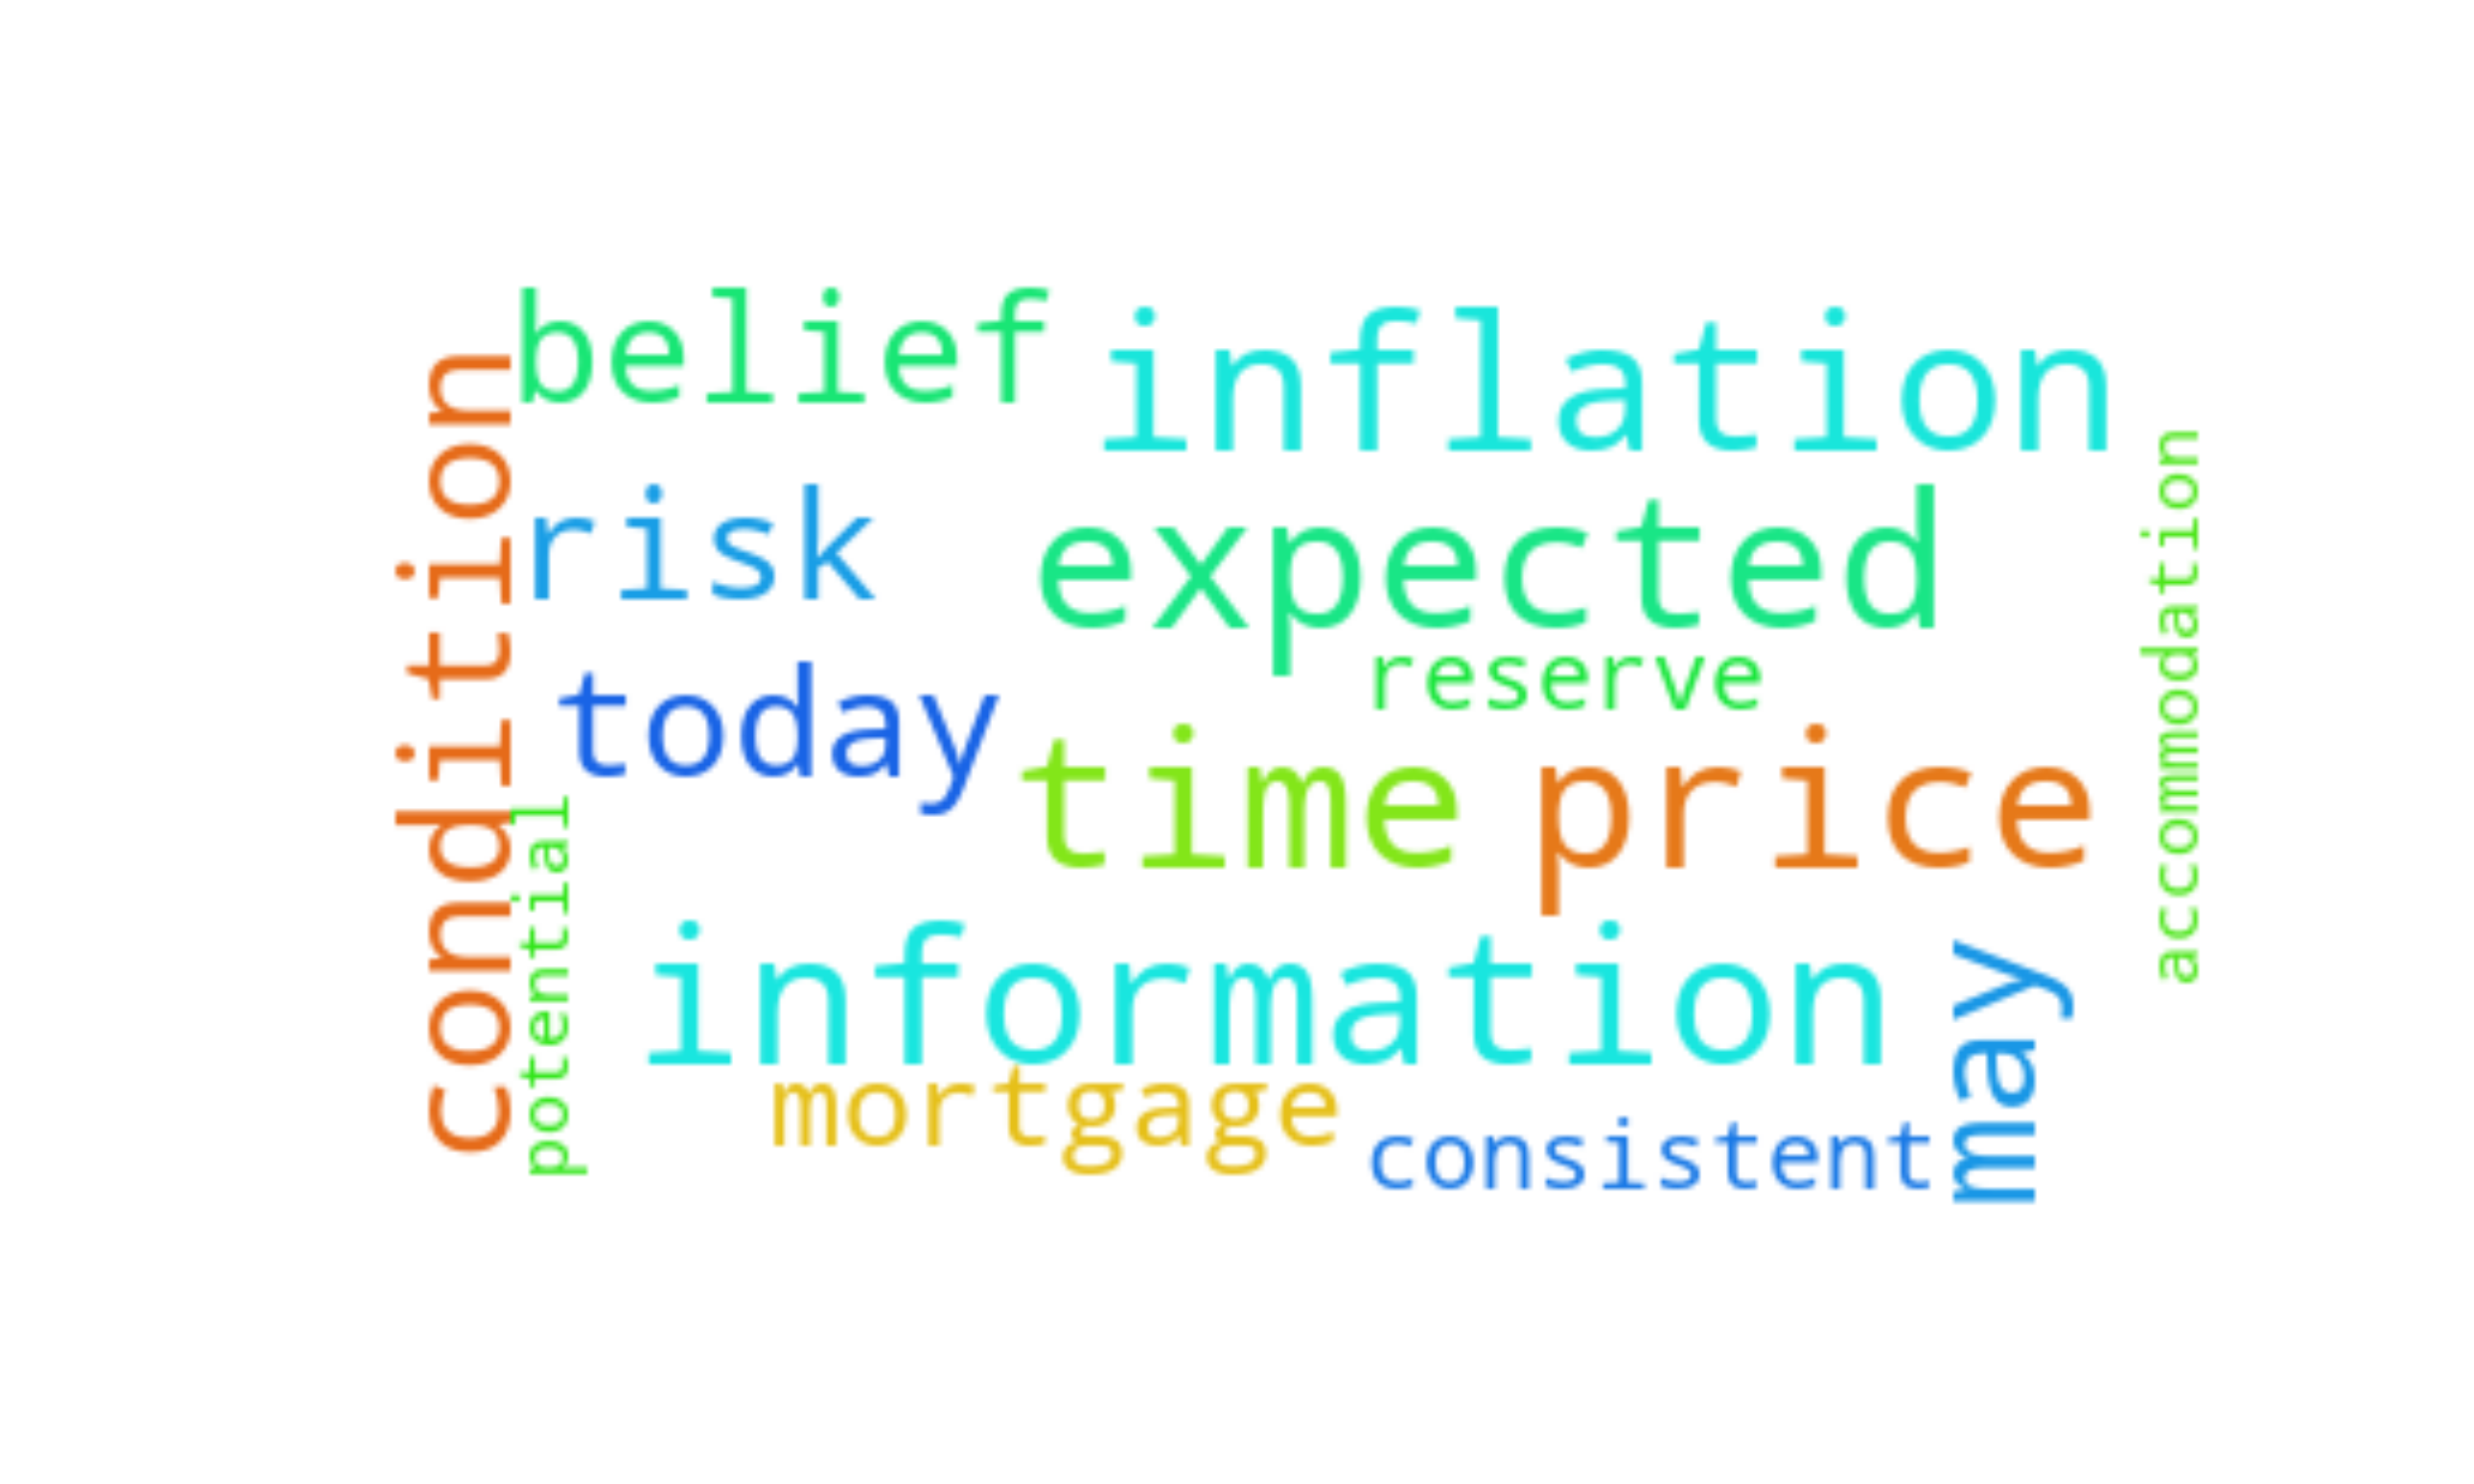 belief
inflation
condition
risk
expected
accommodation
reserve
today
time
price
potential
information
may
mortgage
consistent